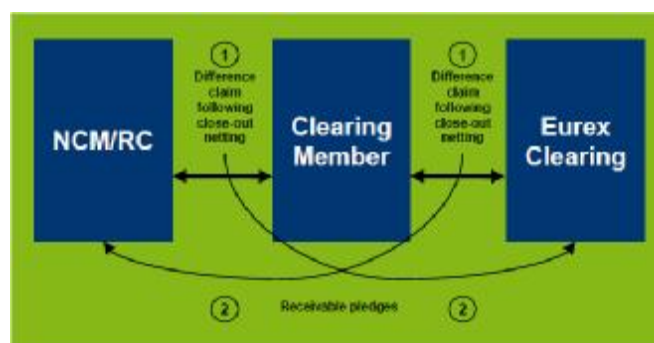 1
Difference
claim
following
close-out
netting
1
Difference
claim
following
close-out
netting
NCM/RC
Clearing
Member
Eurex
Clearing
2
Receivable pledges
2